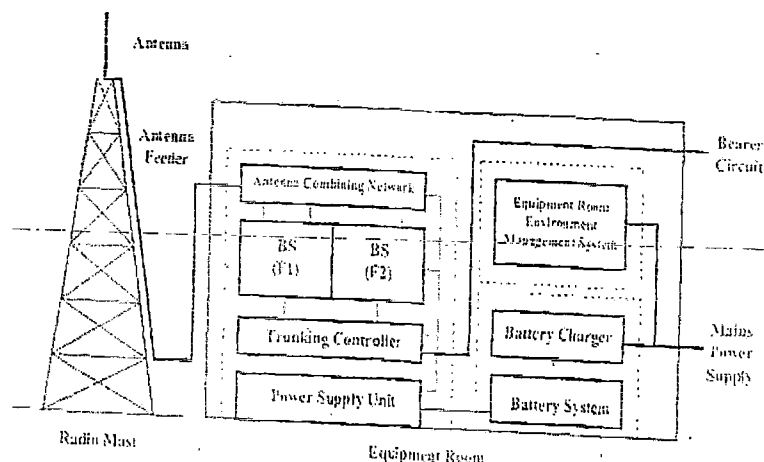 Antenna
Antenna
Feeder
Bearer
Circuit
Antenna Combining Network
Equipment Room
Environment
Management System
BS
(F1)
BS
(F2)
Trunking Controller
Battery Charger
Mains
Power
Supply
Power Supply Unit
Battery System
Radio Mast
Equipment Room